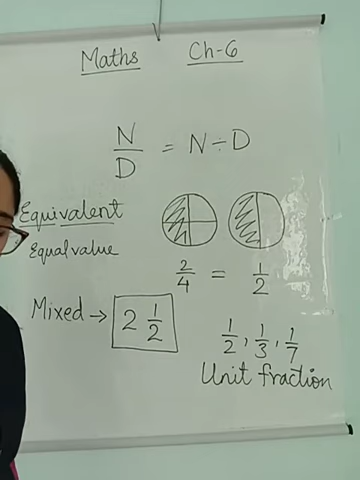 Maths Ch-6
N/D = N÷D
Equivalent
Equal value
2/4 = 1/2
Mixed → 2 1/2
1/2, 1/3, 1/7
Unit fraction